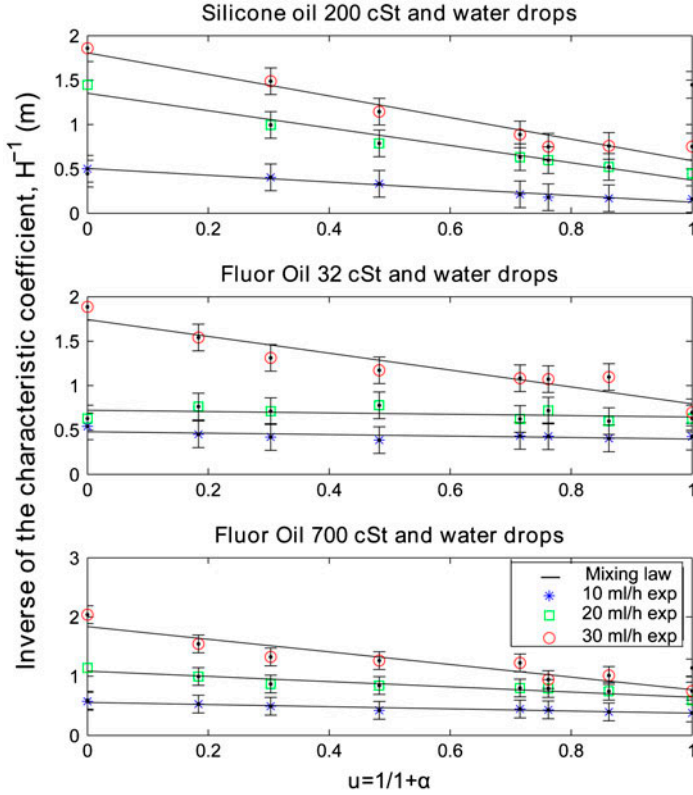 Silicone oil 200 cSt and water drops
2
1.5
1
0.5
0
0 0.2 0.4 0.6 0.8 1
Inverse of the characteristic coefficient, H⁻¹ (m)
Fluor Oil 32 cSt and water drops
2
1.5
1
0.5
0
0 0.2 0.4 0.6 0.8 1
Fluor Oil 700 cSt and water drops
3
2
1
0
Mixing law
10 ml/h exp
20 ml/h exp
30 ml/h exp
0 0.2 0.4 0.6 0.8 1
u=1/1+α